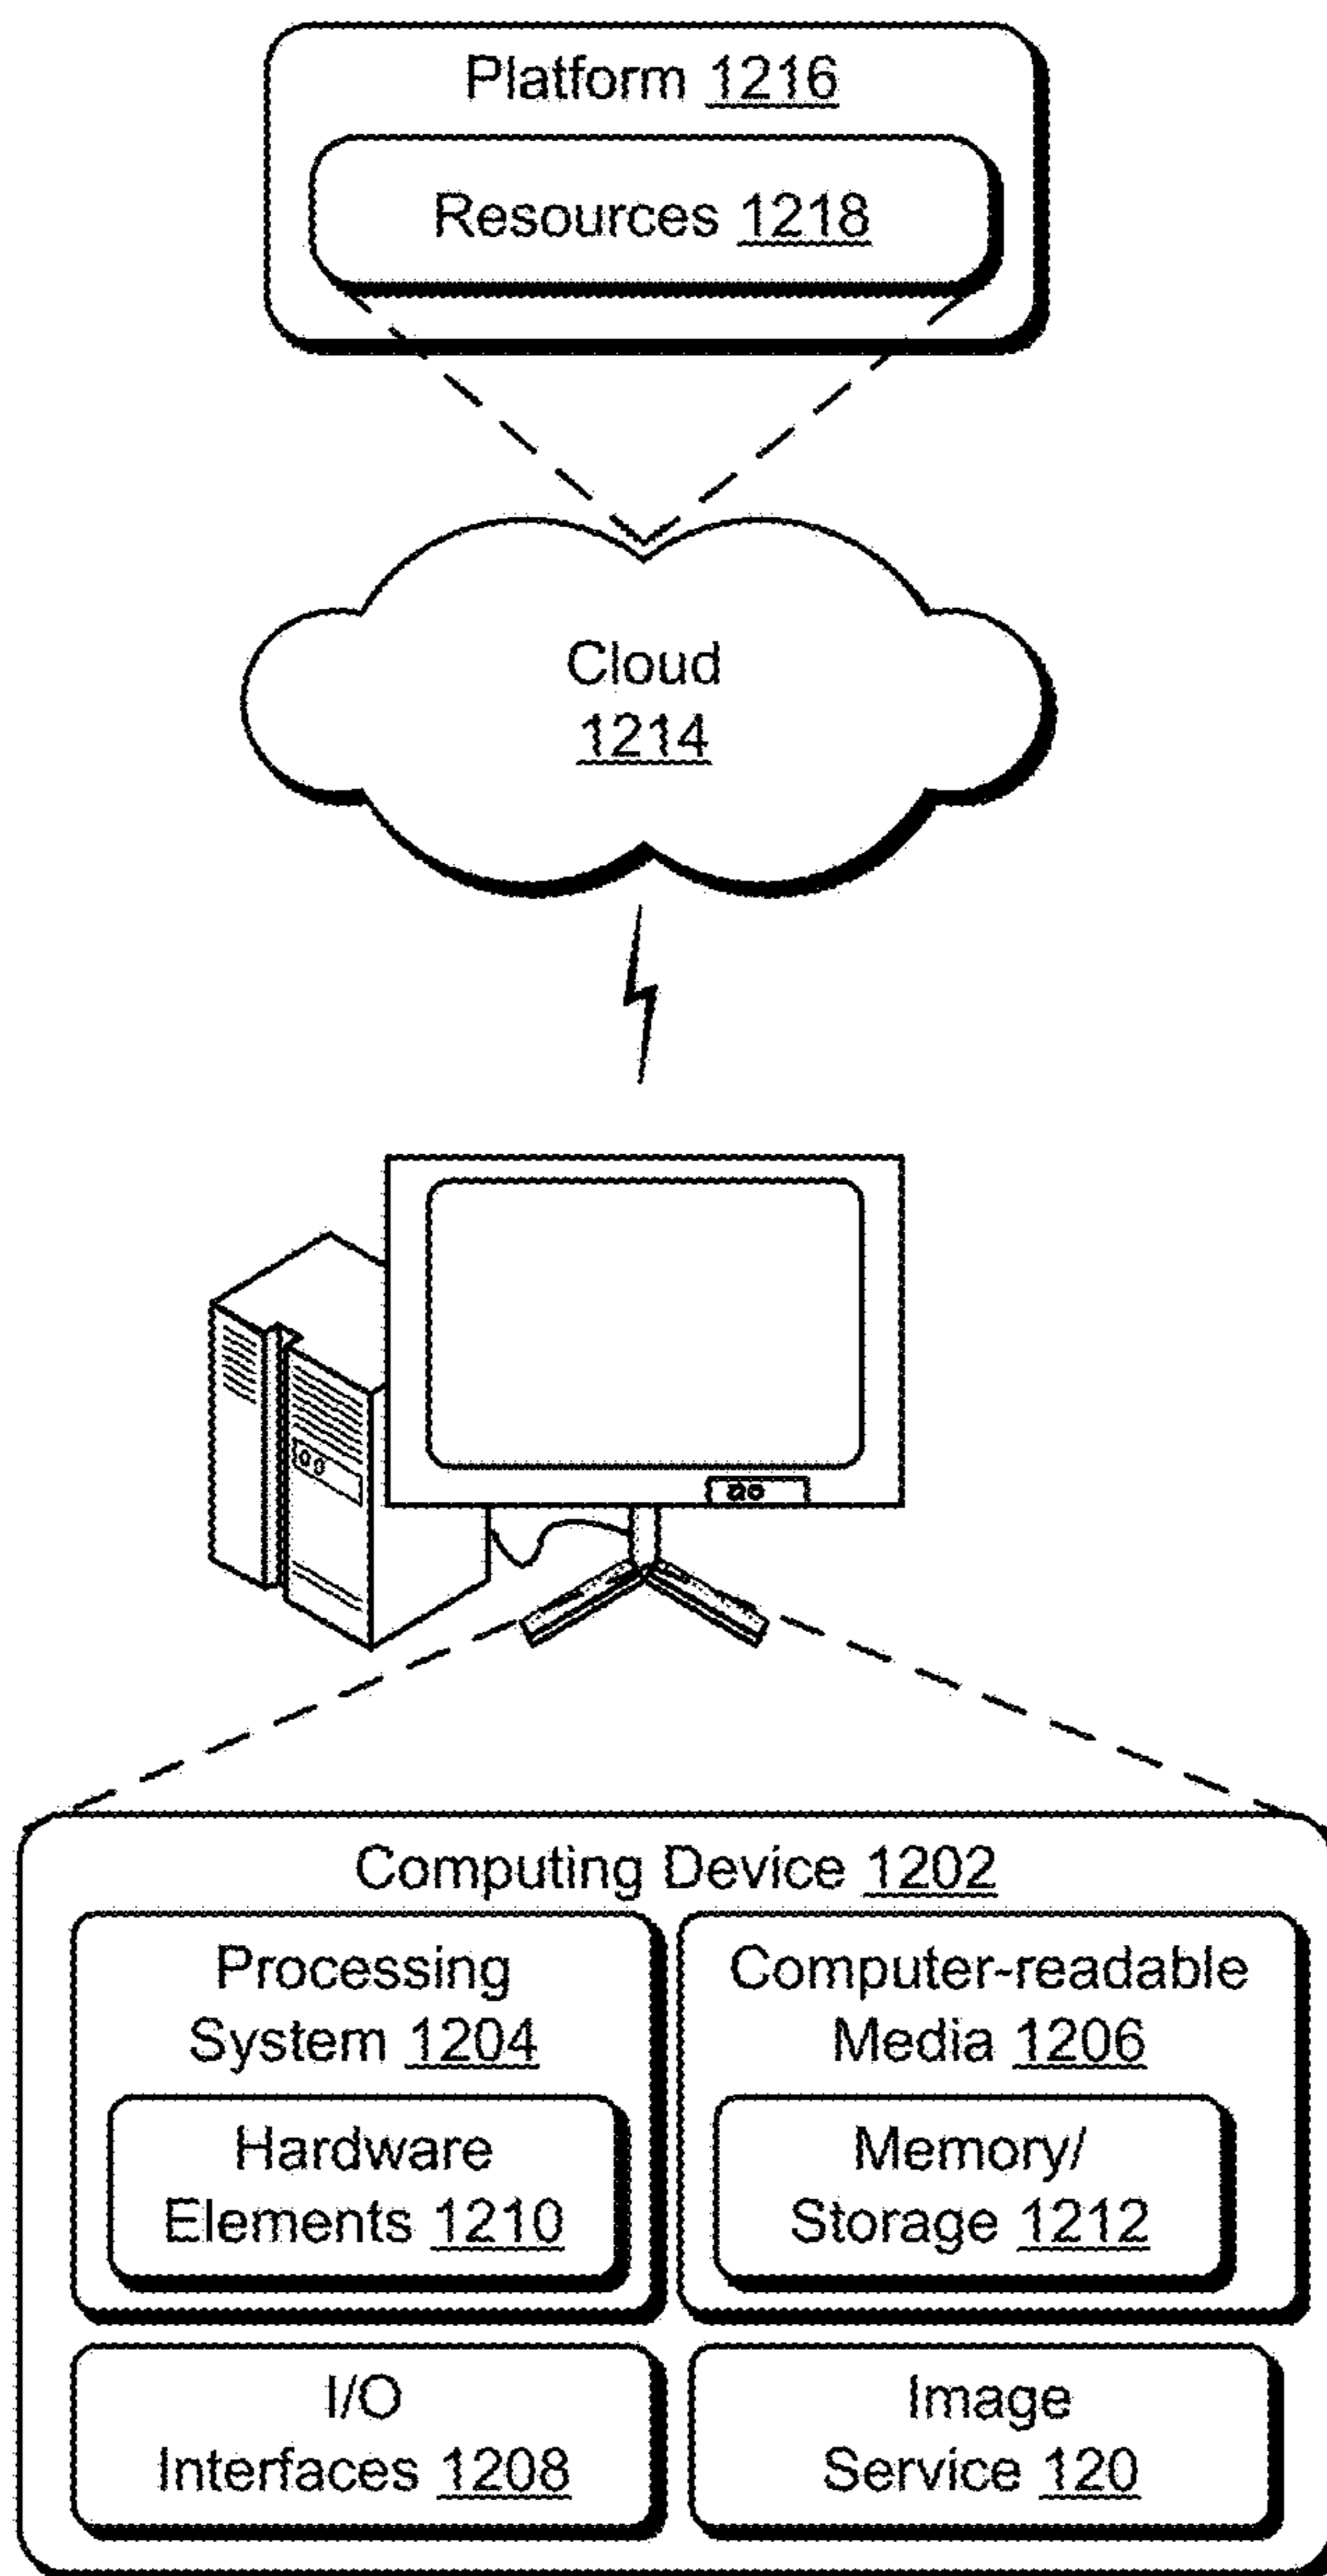 Platform 1216
Resources 1218
Cloud
1214
Computing Device 1202
Processing
System 1204
Hardware
Elements 1210
Computer-readable
Media 1206
Memory/
Storage 1212
I/O
Interfaces 1208
Image
Service 120